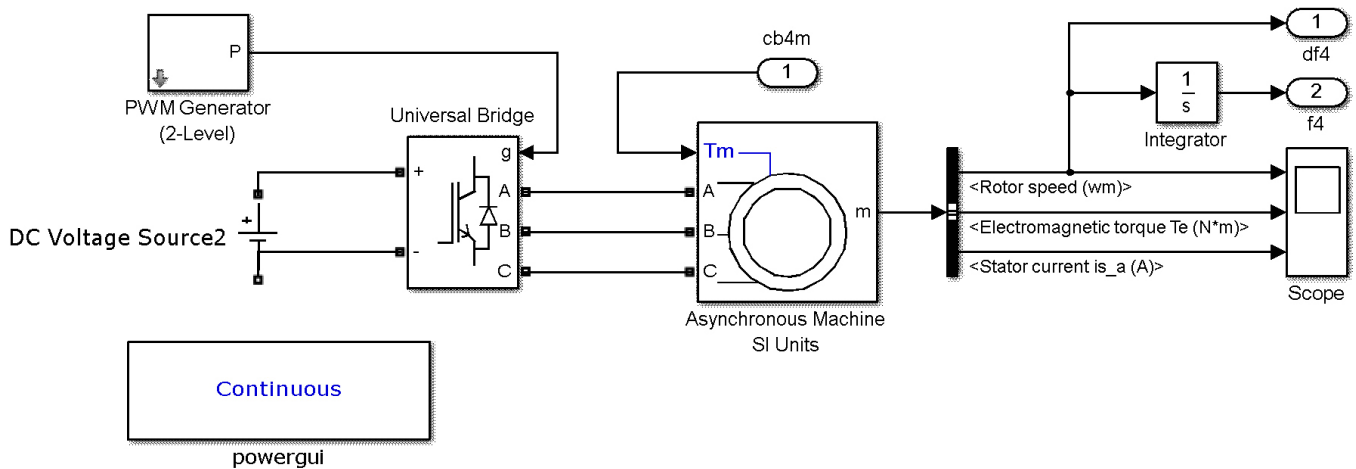 P
PWM Generator
(2-Level)
cb4m
1
1
df4
1
s
Integrator
2
f4
Universal Bridge
g
+
A
B
-
C
Tm
A
B
C
m
Asynchronous Machine
SI Units
<Rotor speed (wm)>
<Electromagnetic torque Te (N*m)>
<Stator current is_a (A)>
Scope
+
DC Voltage Source2
Continuous
powergui